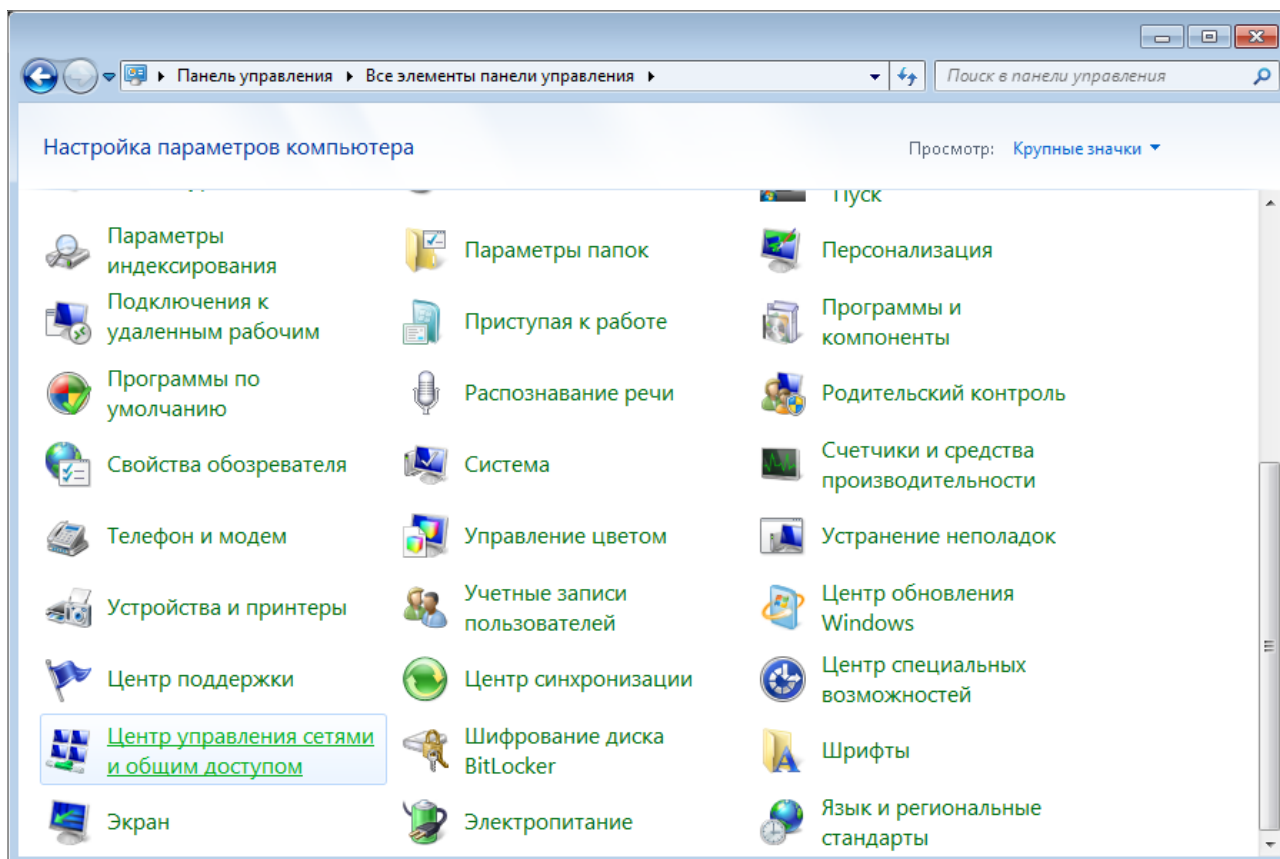 Панель управления
Все элементы панели управления
Поиск в панели управления
Настройка параметров компьютера
Просмотр:
Крупные значки
Пуск
Параметры
индексирования
Параметры папок
Персонализация
Подключения к
удаленным рабочим
Приступая к работе
Программы и
компоненты
Программы по
умолчанию
Распознавание речи
Родительский контроль
Свойства обозревателя
Система
Счетчики и средства
производительности
Телефон и модем
Управление цветом
Устранение неполадок
Устройства и принтеры
Учетные записи
пользователей
Центр обновления
Windows
Центр поддержки
Центр синхронизации
Центр специальных
возможностей
Центр управления сетями
и общим доступом
Шифрование диска
BitLocker
Шрифты
Экран
Электропитание
Язык и региональные
стандарты